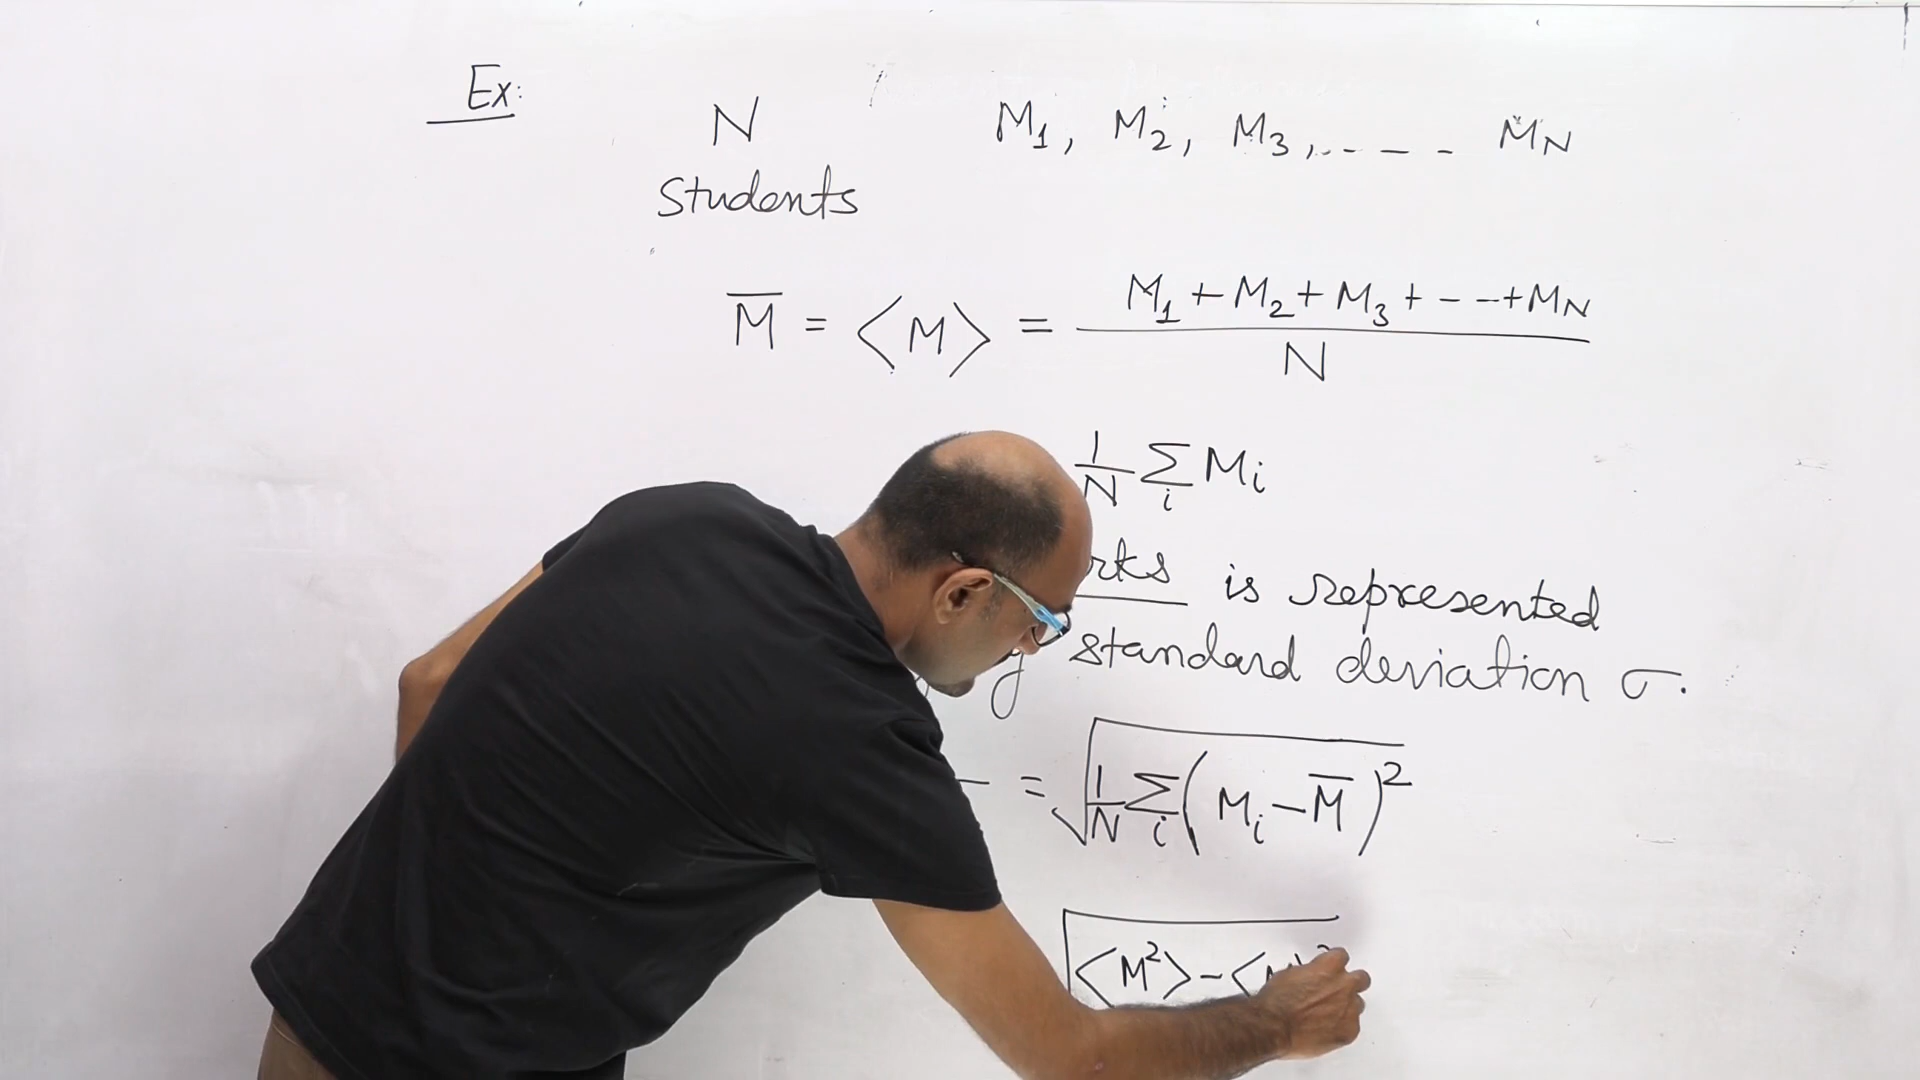 Ex:
N M₁, M₂, M₃, ---- M_N
Students
M̅ = ⟨M⟩ = (M₁ + M₂ + M₃ + --- + M_N) / N
1/N Σᵢ Mᵢ
is represented
standard deviation σ.
= √(1/N Σᵢ (Mᵢ − M̅)²)
√(⟨M²⟩ − ⟨M⟩²